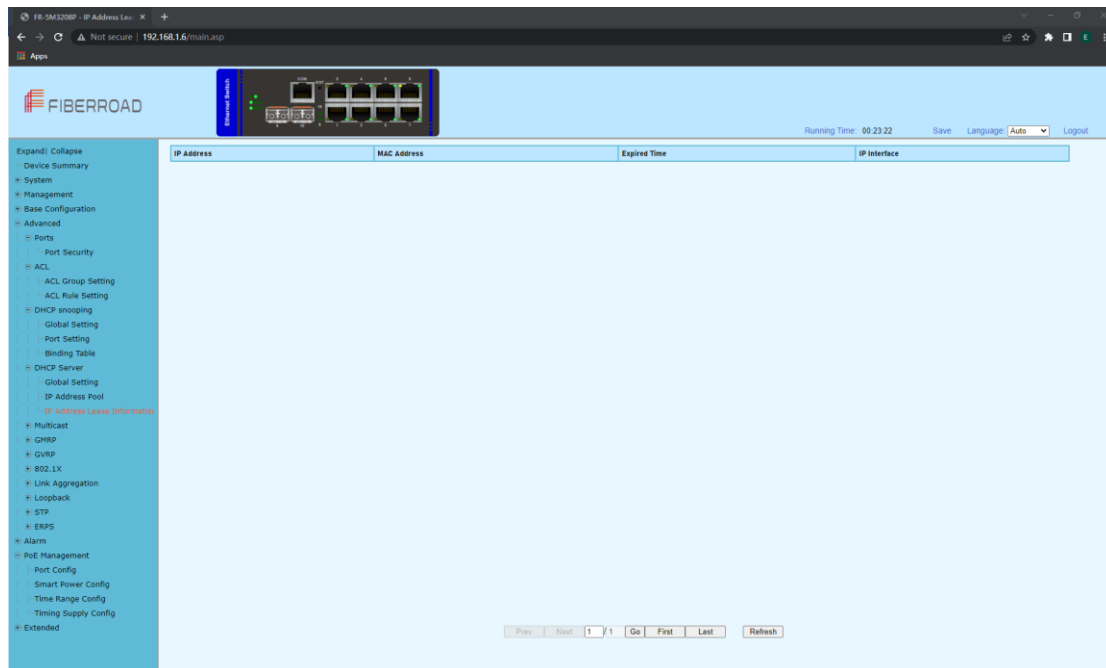 FR-5M3208P - IP Address Lea
Not secure | 192.168.1.6/main.asp
E
Apps
FIBERROAD
Ethernet Switch
CON
Running Time: 00:23:22 Save Language: Auto Logout
Expand| Collapse
Device Summary
System
Management
Base Configuration
Advanced
Ports
Port Security
ACL
ACL Group Setting
ACL Rule Setting
DHCP snooping
Global Setting
Port Setting
Binding Table
DHCP Server
Global Setting
IP Address Pool
IP Address Lease Information
Multicast
GMRP
GVRP
802.1X
Link Aggregation
Loopback
STP
ERPS
Alarm
PoE Management
Port Config
Smart Power Config
Time Range Config
Timing Supply Config
Extended
IP Address MAC Address Expired Time IP Interface
Prev Next 1 / 1 Go First Last Refresh